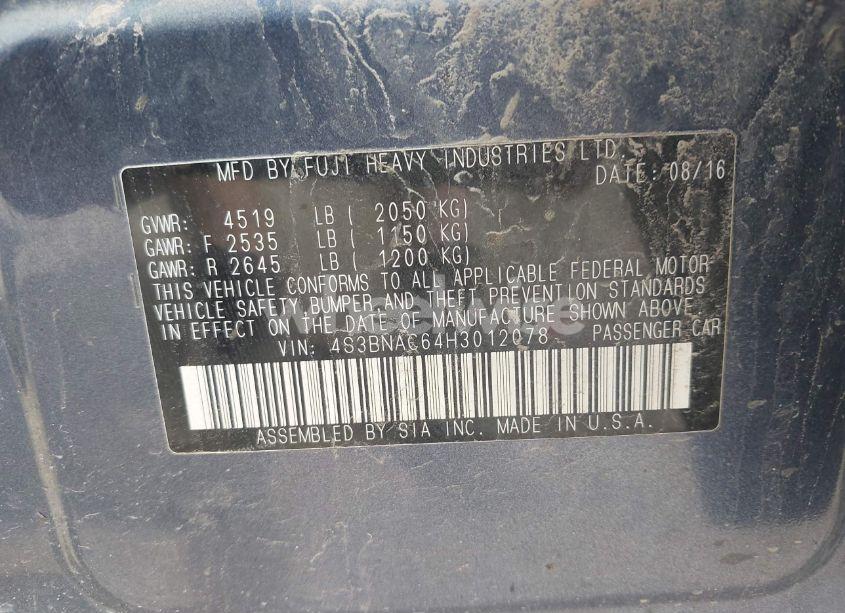 MFD BY FUJI HEAVY INDUSTRIES LTD.
DATE: 08/16
GVWR: 4519 LB ( 2050 KG)
GAWR: F 2535 LB ( 1150 KG)
GAWR: R 2645 LB ( 1200 KG)
THIS VEHICLE CONFORMS TO ALL APPLICABLE FEDERAL MOTOR
VEHICLE SAFETY,BUMPER AND THEFT PREVENTION STANDARDS
IN EFFECT ON THE DATE OF MANUFACTURE SHOWN ABOVE.
VIN: 4S3BNAC64H3012078 PASSENGER CAR
ASSEMBLED BY SIA INC. MADE IN U.S.A.